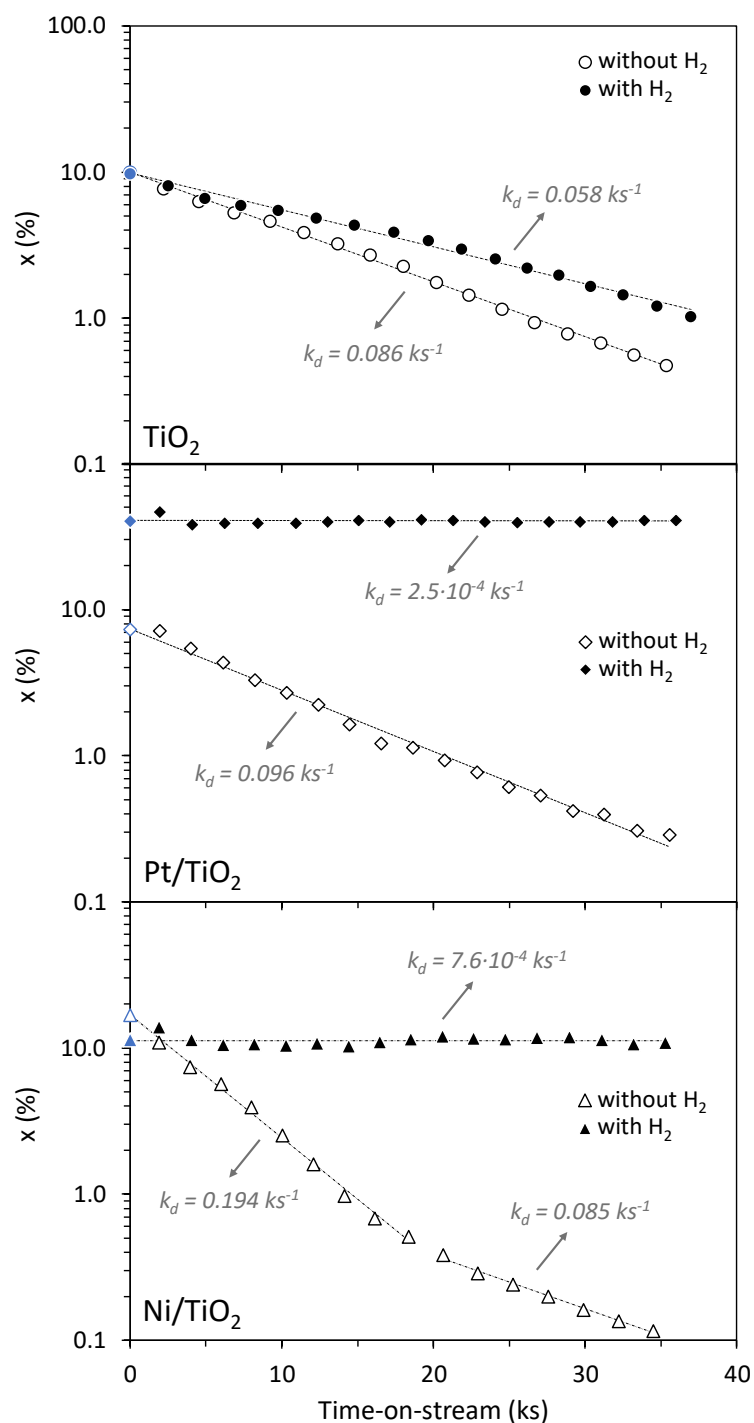 100.0
without H₂
with H₂
10.0
k_d = 0.058 ks⁻¹
x (%)
1.0
k_d = 0.086 ks⁻¹
TiO₂
0.1
k_d = 2.5·10⁻⁴ ks⁻¹
10.0
without H₂
with H₂
x (%)
1.0
k_d = 0.096 ks⁻¹
Pt/TiO₂
0.1
k_d = 7.6·10⁻⁴ ks⁻¹
10.0
without H₂
with H₂
x (%)
1.0
k_d = 0.194 ks⁻¹
k_d = 0.085 ks⁻¹
Ni/TiO₂
0.1
0 10 20 30 40
Time-on-stream (ks)